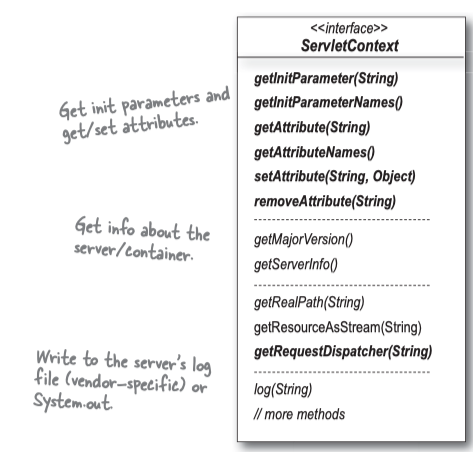 <<interface>>
ServletContext
getInitParameter(String)
getInitParameterNames()
getAttribute(String)
getAttributeNames()
setAttribute(String, Object)
removeAttribute(String)
getMajorVersion()
getServerInfo()
getRealPath(String)
getResourceAsStream(String)
getRequestDispatcher(String)
log(String)
// more methods
Get init parameters and
get/set attributes.
Get info about the
server/container.
Write to the server's log
file (vendor-specific) or
System.out.